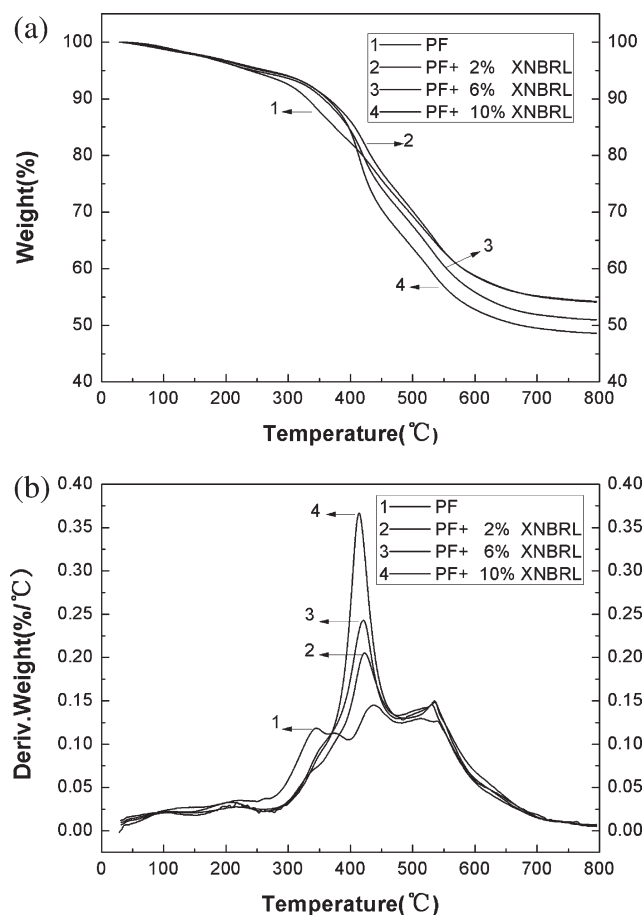 (a)
100
90
80
70
60
50
40
100
90
80
70
60
50
40
Weight(%)
1 PF
2 PF+ 2% XNBRL
3 PF+ 6% XNBRL
4 PF+ 10% XNBRL
1
2
3
4
0 100 200 300 400 500 600 700 800
Temperature(℃)
(b)
0.40
0.35
0.30
0.25
0.20
0.15
0.10
0.05
0.00
0.40
0.35
0.30
0.25
0.20
0.15
0.10
0.05
0.00
Deriv.Weight(%/℃)
1 PF
2 PF+ 2% XNBRL
3 PF+ 6% XNBRL
4 PF+ 10% XNBRL
4
3
2
1
0 100 200 300 400 500 600 700 800
Temperature(℃)